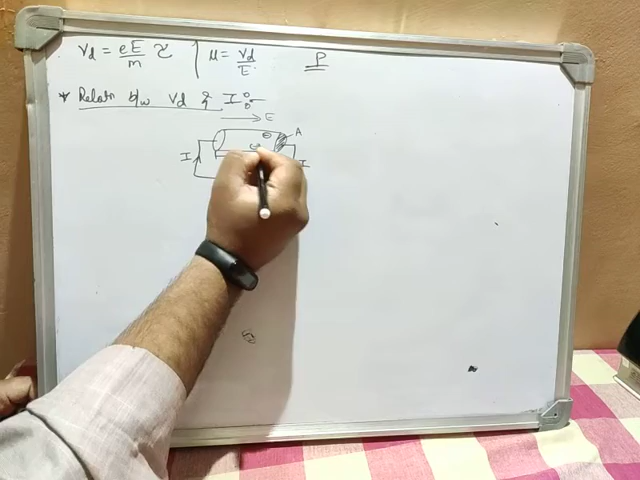 Vd = eE/m τ | μ = Vd/E P
* Relatn b/w Vd & I :-
→ E
A
I I